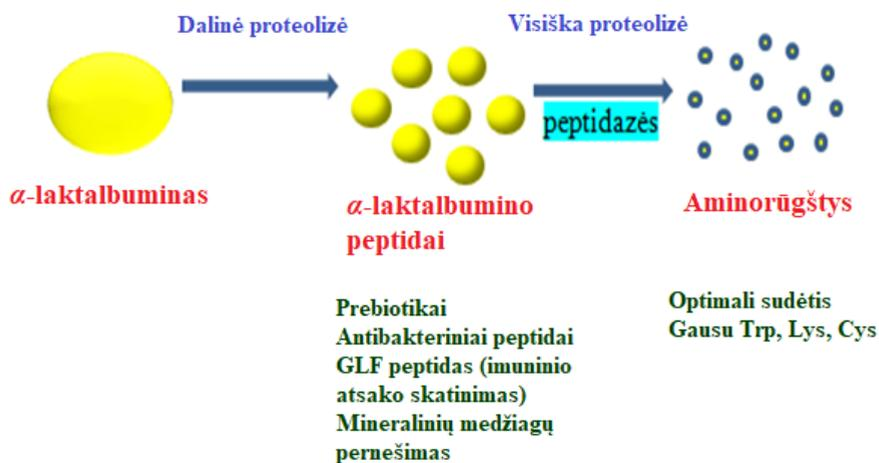 Dalinė proteolizė
Visiška proteolizė
peptidazės
α-laktalbuminas
α-laktalbumino
peptidai
Aminorūgštys
Prebiotikai
Antibakteriniai peptidai
GLF peptidas (imuninio
atsako skatinimas)
Mineralinių medžiagų
pernešimas
Optimali sudėtis
Gausu Trp, Lys, Cys